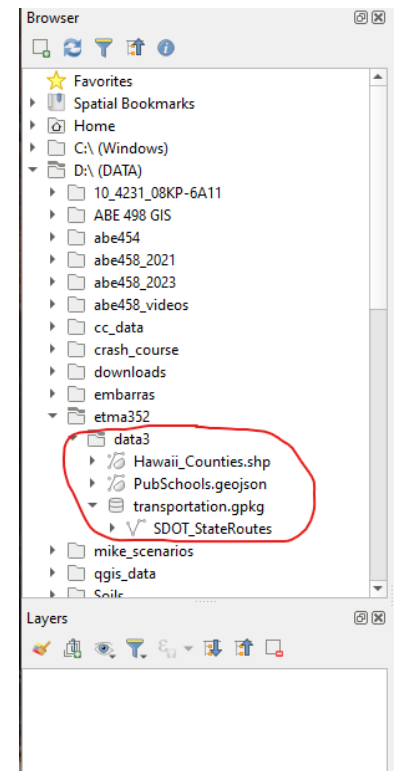 Browser
Favorites
Spatial Bookmarks
Home
C:\ (Windows)
D:\ (DATA)
10_4231_08KP-6A11
ABE 498 GIS
abe454
abe458_2021
abe458_2023
abe458_videos
cc_data
crash_course
downloads
embarras
etma352
data3
Hawaii_Counties.shp
PubSchools.geojson
transportation.gpkg
SDOT_StateRoutes
mike_scenarios
qgis_data
Soils
Layers